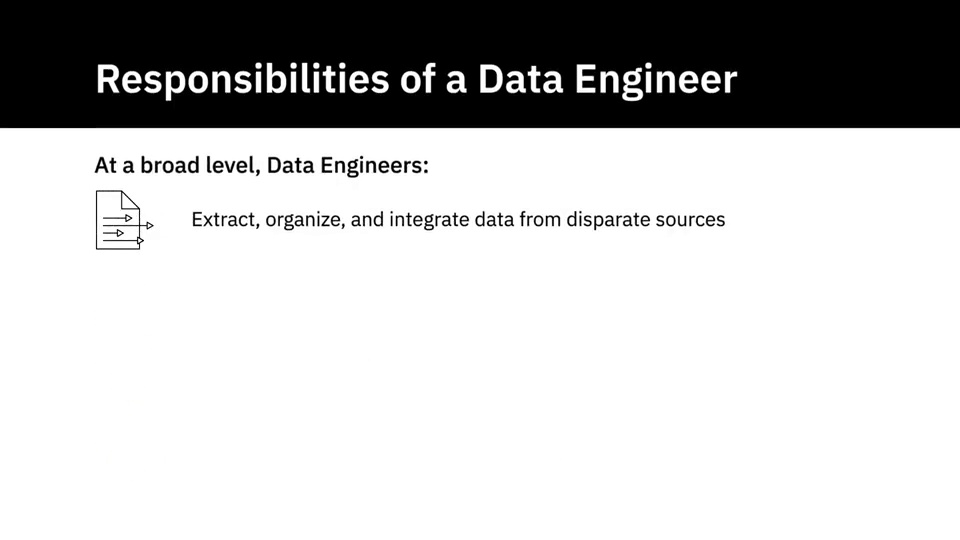 Responsibilities of a Data Engineer
At a broad level, Data Engineers:
Extract, organize, and integrate data from disparate sources